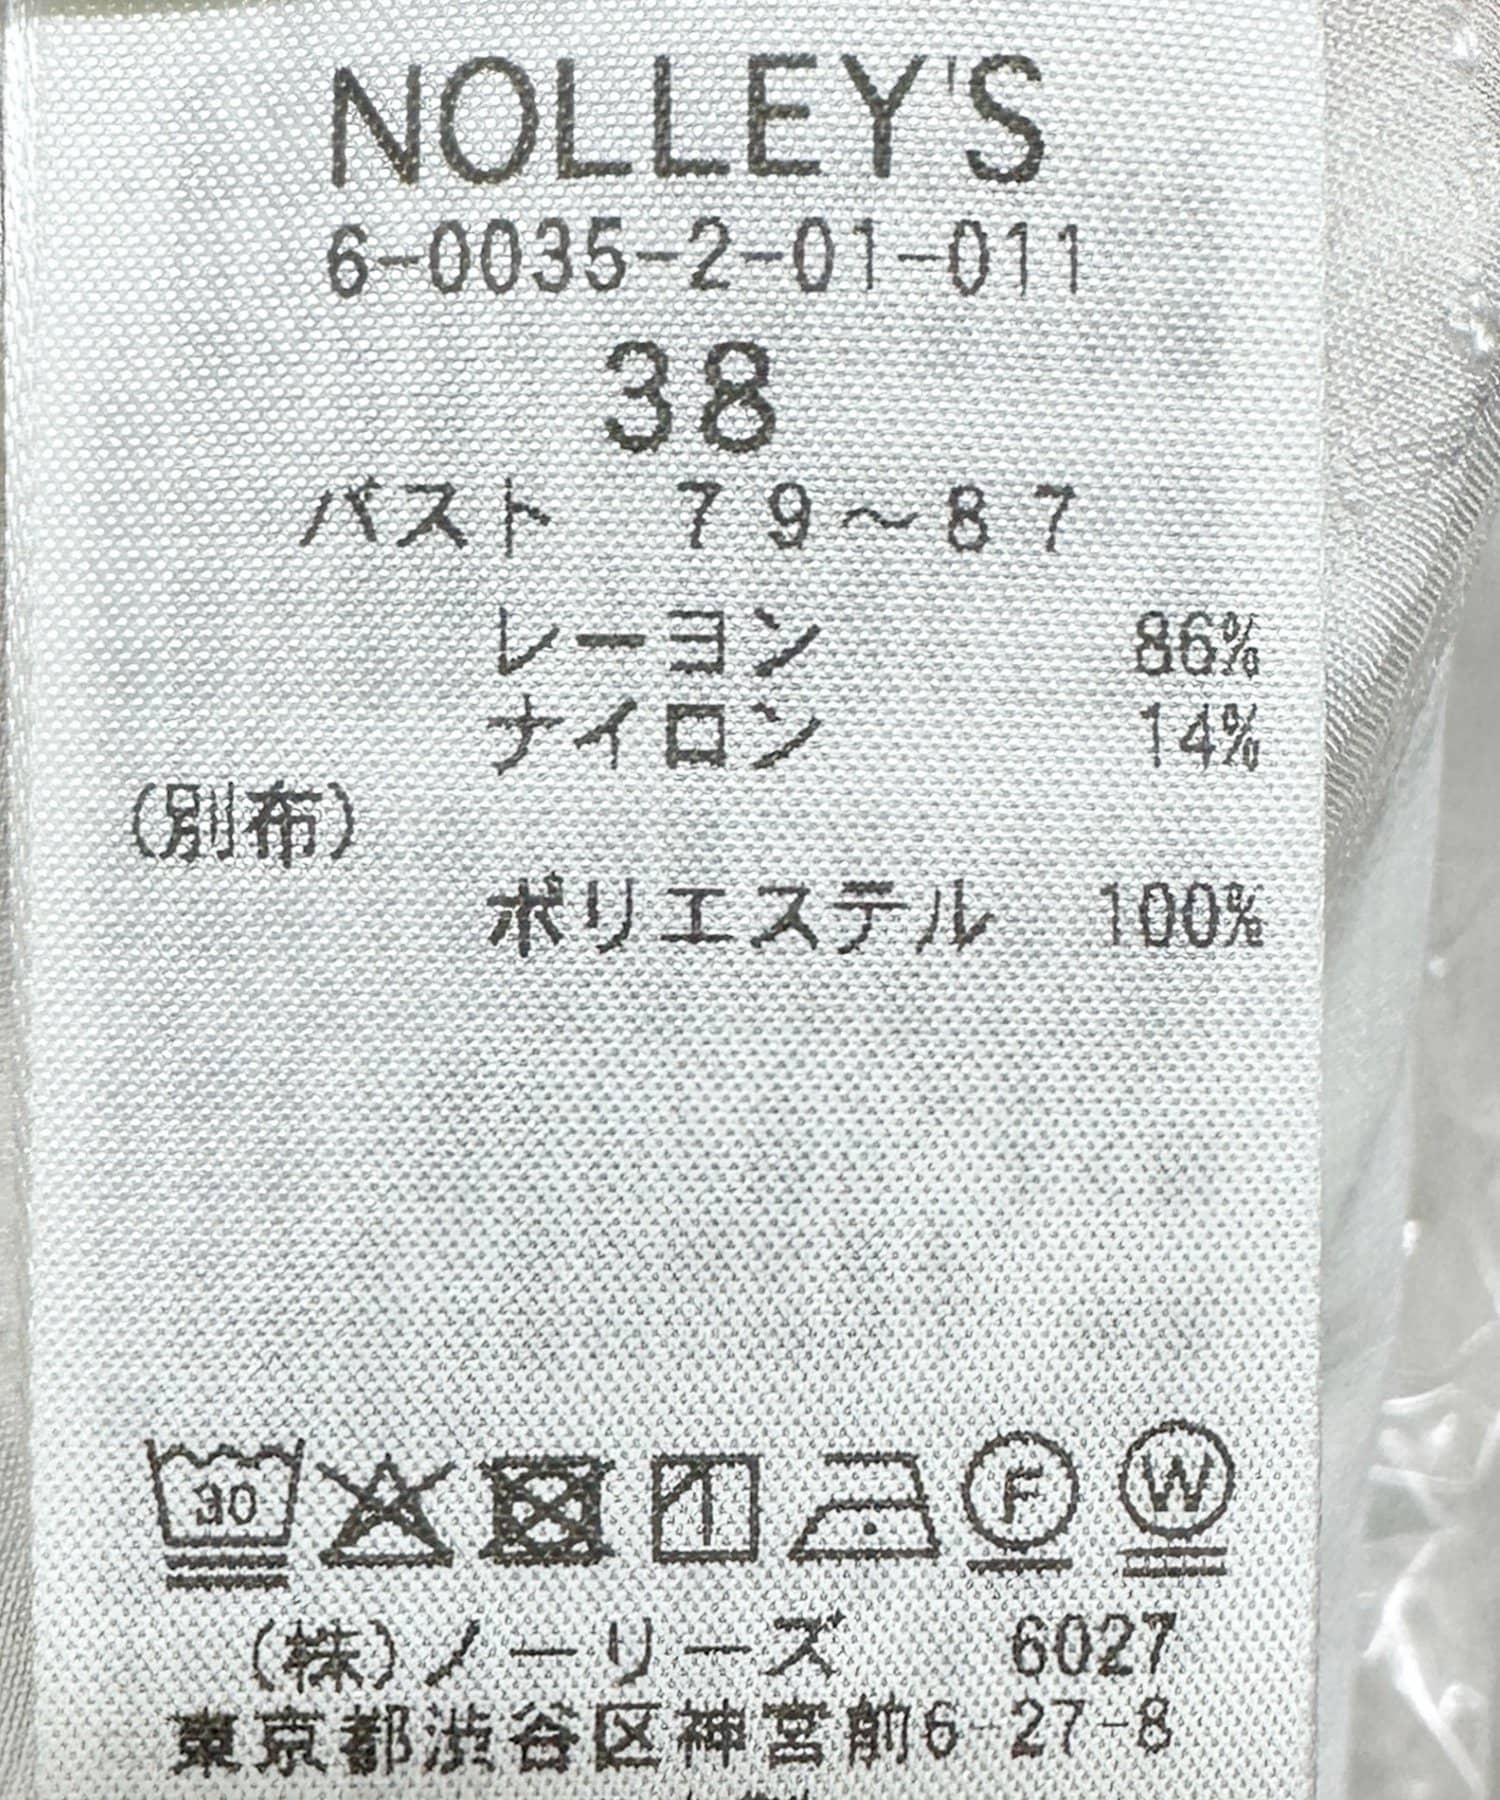 NOLLEY'S
6-0035-2-01-011
38
バスト 79～87
レーヨン 86%
ナイロン 14%
(別布)
ポリエステル 100%
30 F W
(株)ノーリーズ 6027
東京都渋谷区神宮前6-27-8